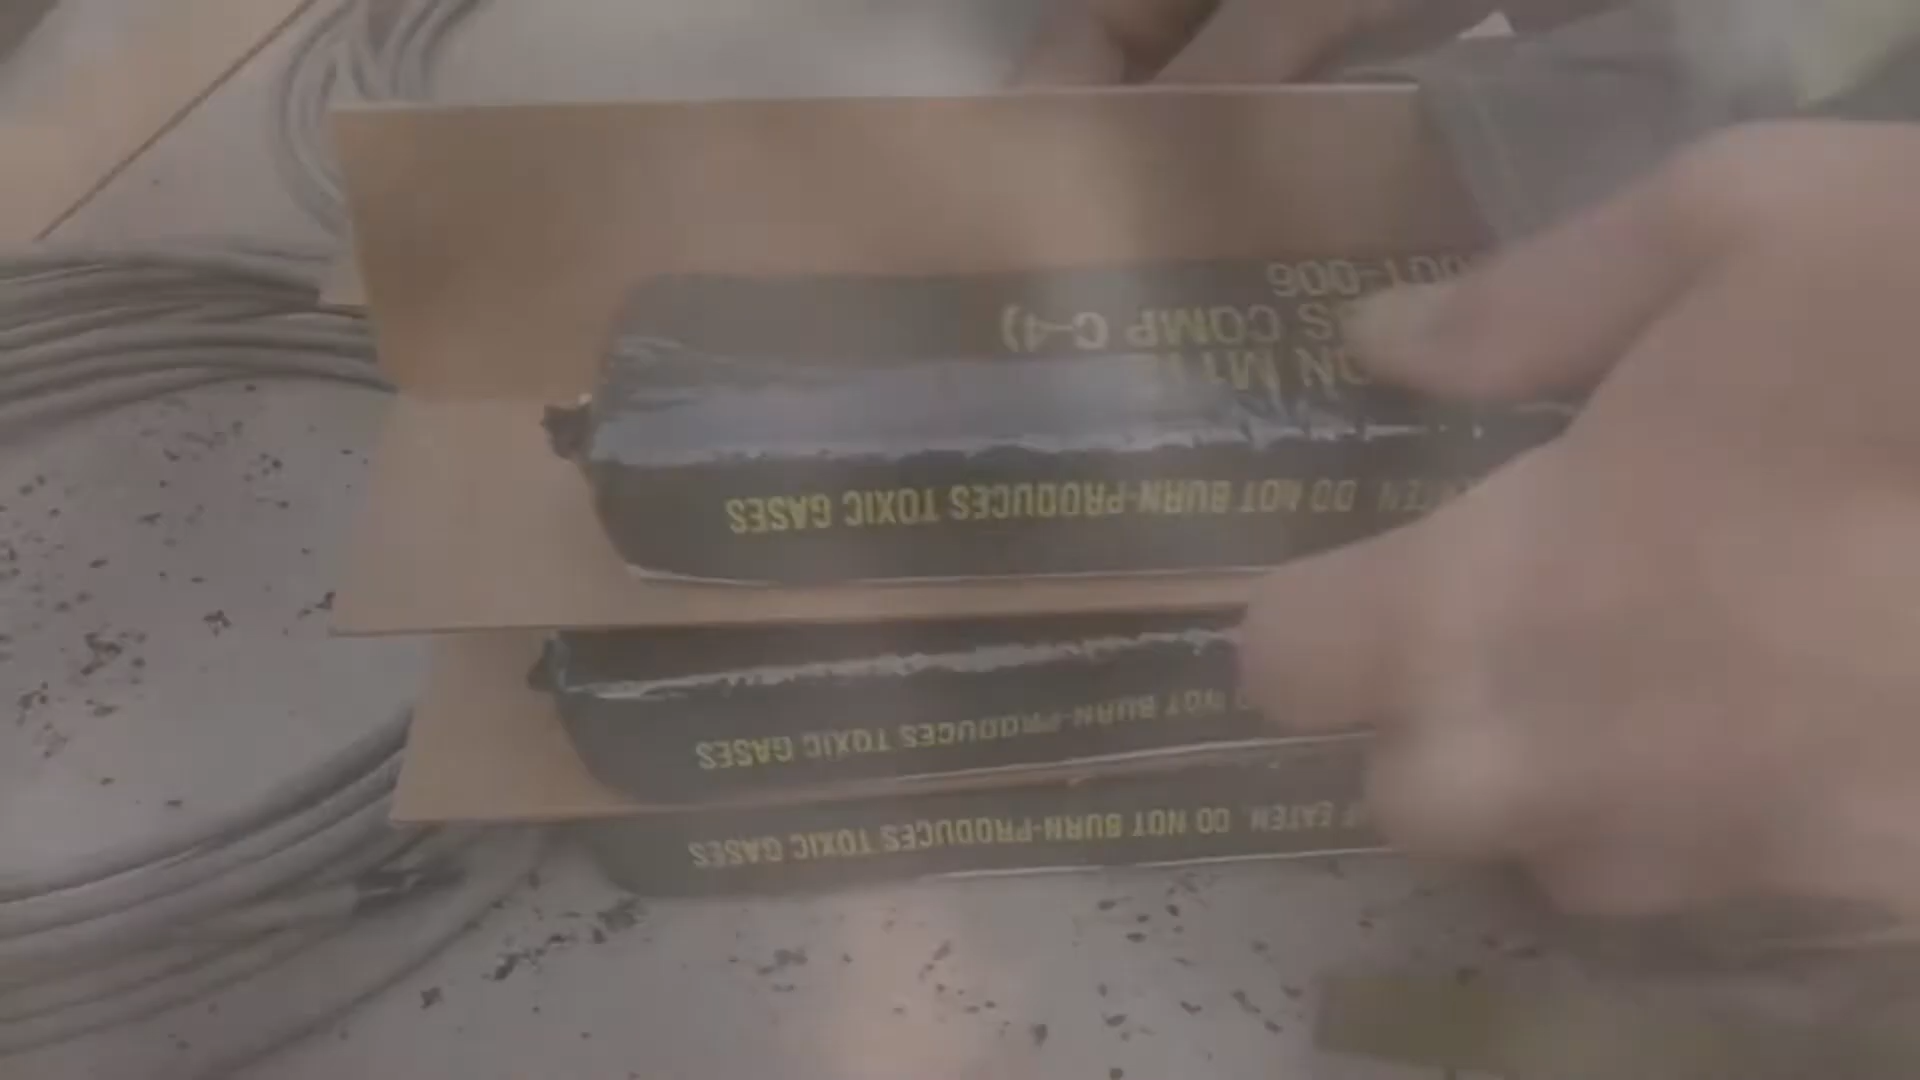 IF EATEN, DO NOT BURN-PRODUCES TOXIC GASES
NOT BURN-PRODUCES TOXIC GASES
DO NOT BURN-PRODUCES TOXIC GASES
COMP C-4)